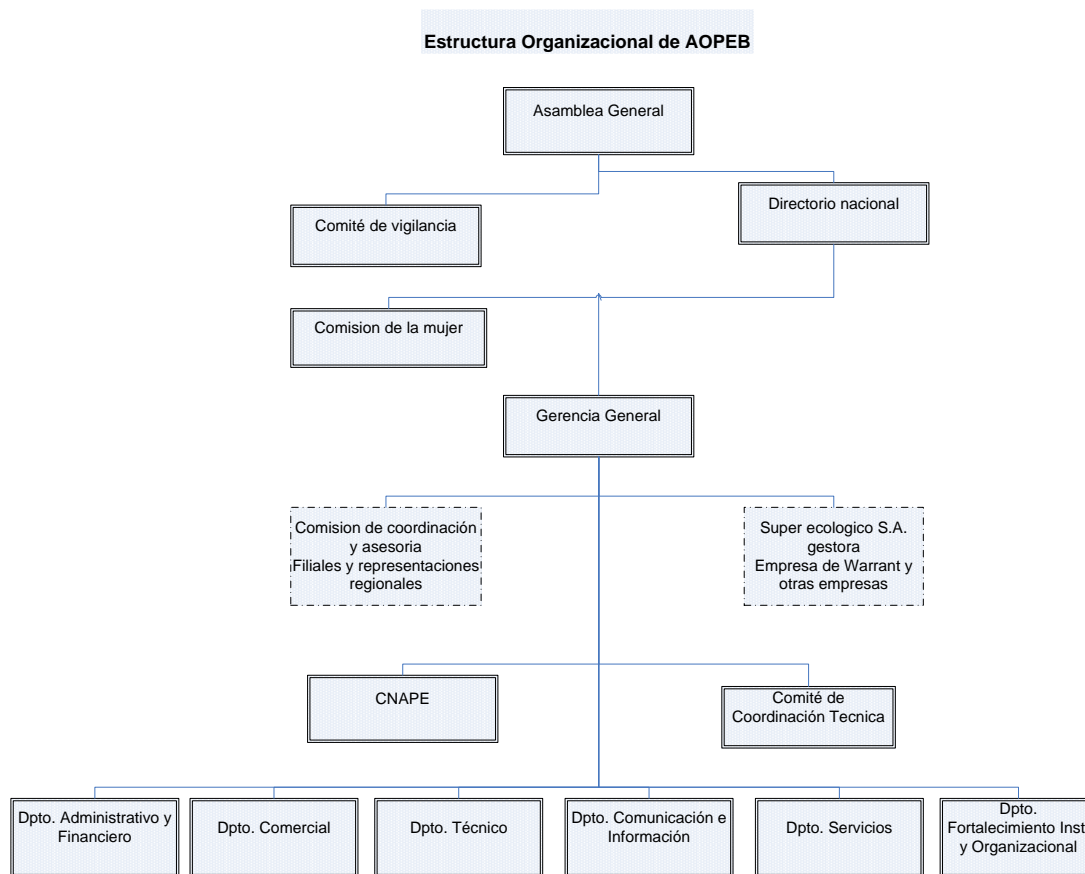 Estructura Organizacional de AOPEB
Asamblea General
Comité de vigilancia
Directorio nacional
Comision de la mujer
Gerencia General
Comision de coordinación
y asesoria
Filiales y representaciones
regionales
Super ecologico S.A.
gestora
Empresa de Warrant y
otras empresas
CNAPE
Comité de
Coordinación Tecnica
Dpto. Administrativo y
Financiero
Dpto. Comercial
Dpto. Técnico
Dpto. Comunicación e
Información
Dpto. Servicios
Dpto.
Fortalecimiento Inst
y Organizacional